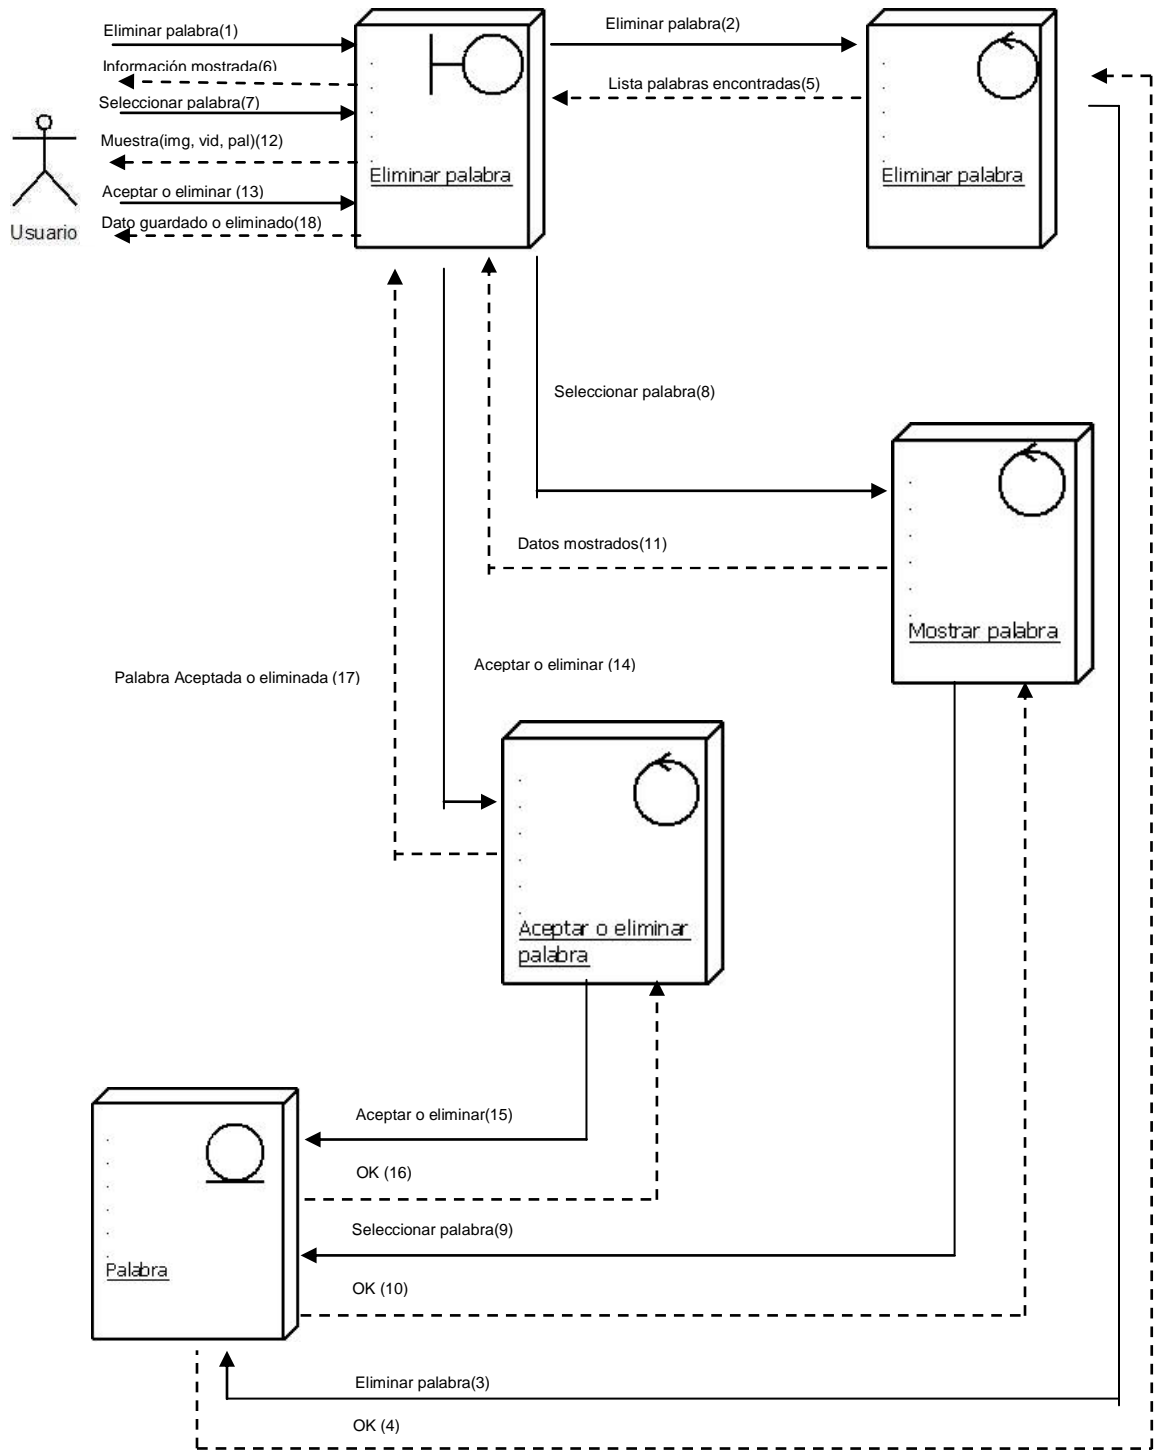 Eliminar palabra(1)
Eliminar palabra(2)
Información mostrada(6)
Lista palabras encontradas(5)
Seleccionar palabra(7)
Muestra(img, vid, pal)(12)
Eliminar palabra
Eliminar palabra
Aceptar o eliminar (13)
Dato guardado o eliminado(18)
Usuario
Seleccionar palabra(8)
Datos mostrados(11)
Mostrar palabra
Aceptar o eliminar (14)
Palabra Aceptada o eliminada (17)
Aceptar o eliminar
palabra
Aceptar o eliminar(15)
OK (16)
Seleccionar palabra(9)
Palabra
OK (10)
Eliminar palabra(3)
OK (4)